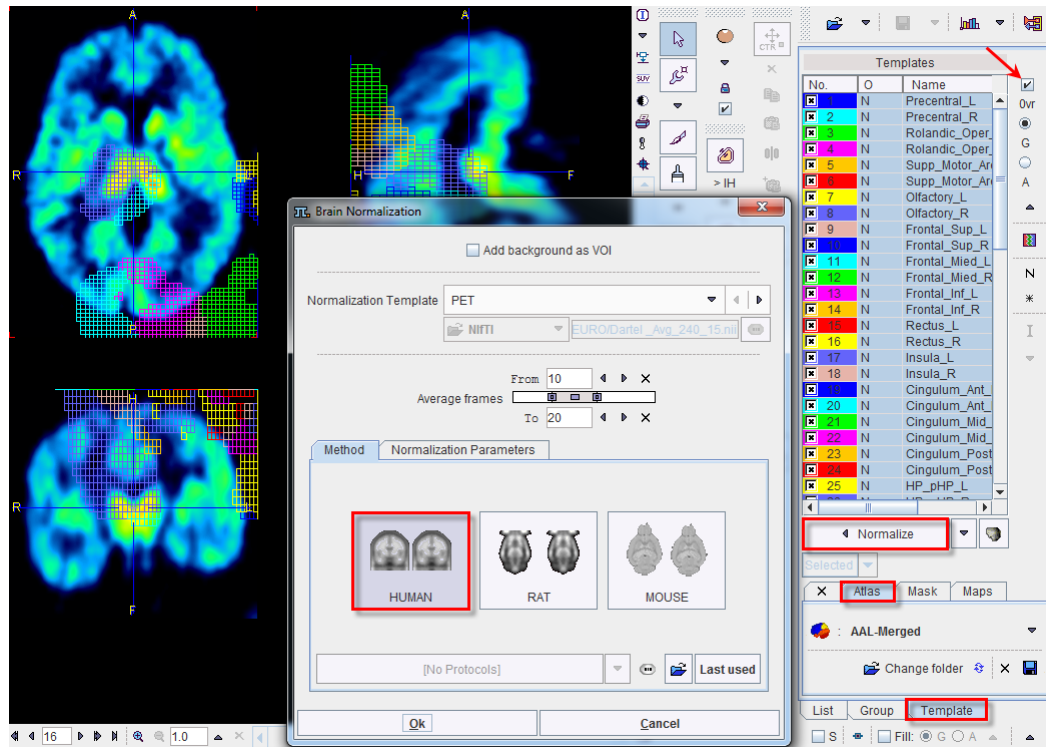 A
A
R
H
F
P
H
R
F
16
1.0
SUV
CTR
> IH
Brain Normalization
Add background as VOI
Normalization Template PET
NIfTI EURO/Dartel _Avg_240_15.nii
From 10
Average frames
To 20
Method Normalization Parameters
HUMAN RAT MOUSE
[No Protocols] Last used
Ok Cancel
Templates
No. O Name
1 N Precentral_L
2 N Precentral_R
3 N Rolandic_Oper_
4 N Rolandic_Oper_
5 N Supp_Motor_Are
6 N Supp_Motor_Are
7 N Olfactory_L
8 N Olfactory_R
9 N Frontal_Sup_L
10 N Frontal_Sup_R
11 N Frontal_Mied_L
12 N Frontal_Mied_R
13 N Frontal_Inf_L
14 N Frontal_Inf_R
15 N Rectus_L
16 N Rectus_R
17 N Insula_L
18 N Insula_R
19 N Cingulum_Ant_
20 N Cingulum_Ant_
21 N Cingulum_Mid_
22 N Cingulum_Mid_
23 N Cingulum_Post
24 N Cingulum_Post
25 N HP_pHP_L
Ovr
G
A
N
I
Normalize
Selected
Atlas Mask Maps
: AAL-Merged
Change folder
List Group Template
S Fill: G O A